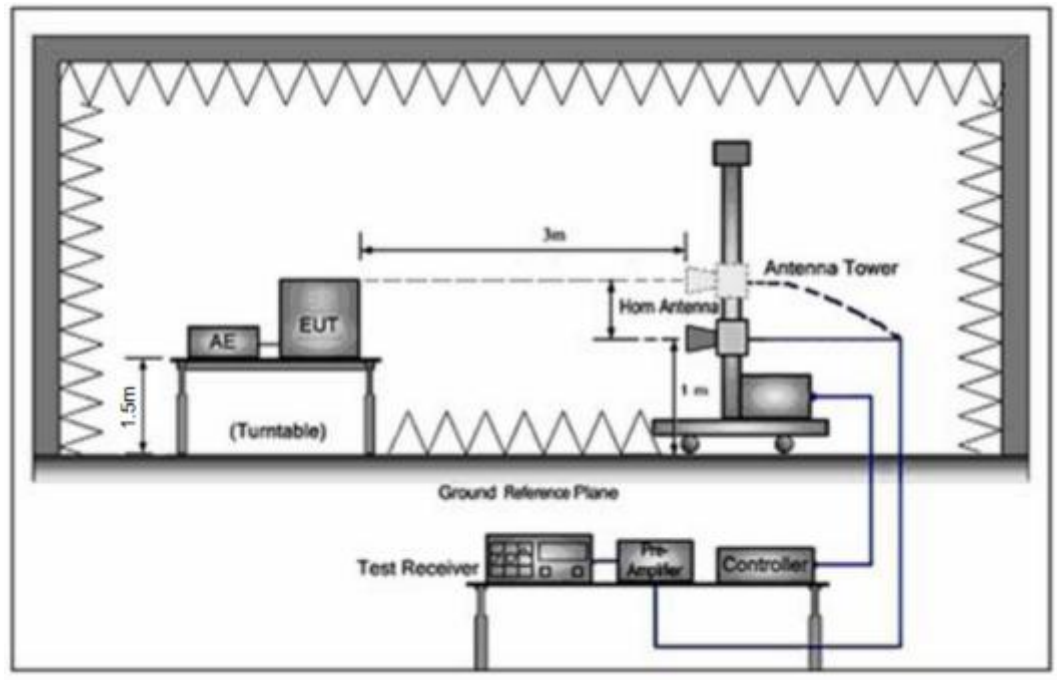 3m
Antenna Tower
Horn Antenna
EUT
AE
1 m
1.5m
(Turntable)
Ground Reference Plane
Test Receiver
Pre-
Amplifier
Controller